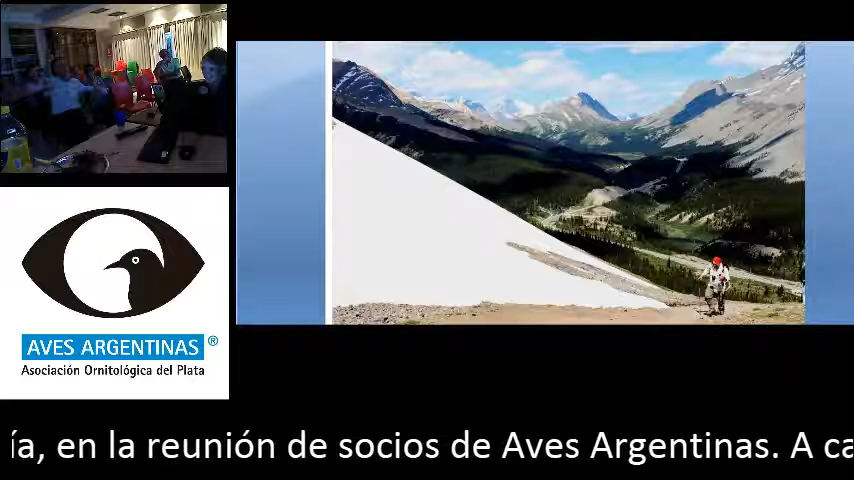 AVES ARGENTINAS ®
Asociación Ornitológica del Plata
ía, en la reunión de socios de Aves Argentinas. A ca